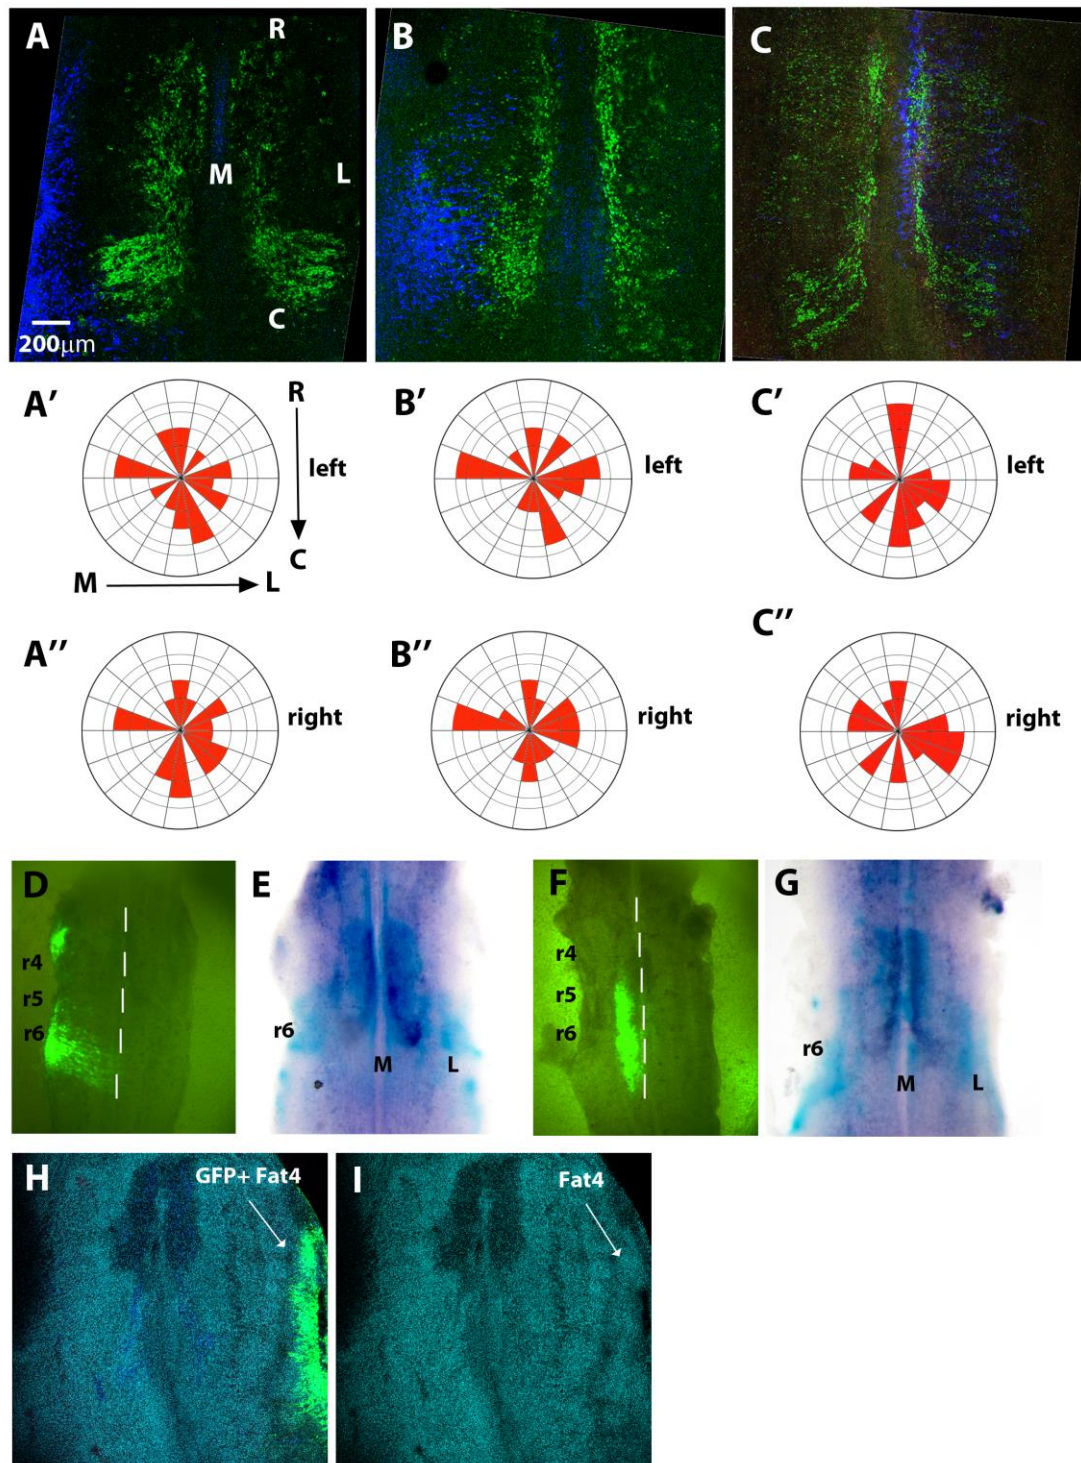 A
R
M
L
C
200μm
B
C
A'
R
left
C
M
L
B'
left
C'
left
A''
right
B''
right
C''
right
D
r4
r5
r6
E
r6
M
L
F
r4
r5
r6
G
r6
M
L
H
GFP+ Fat4
I
Fat4